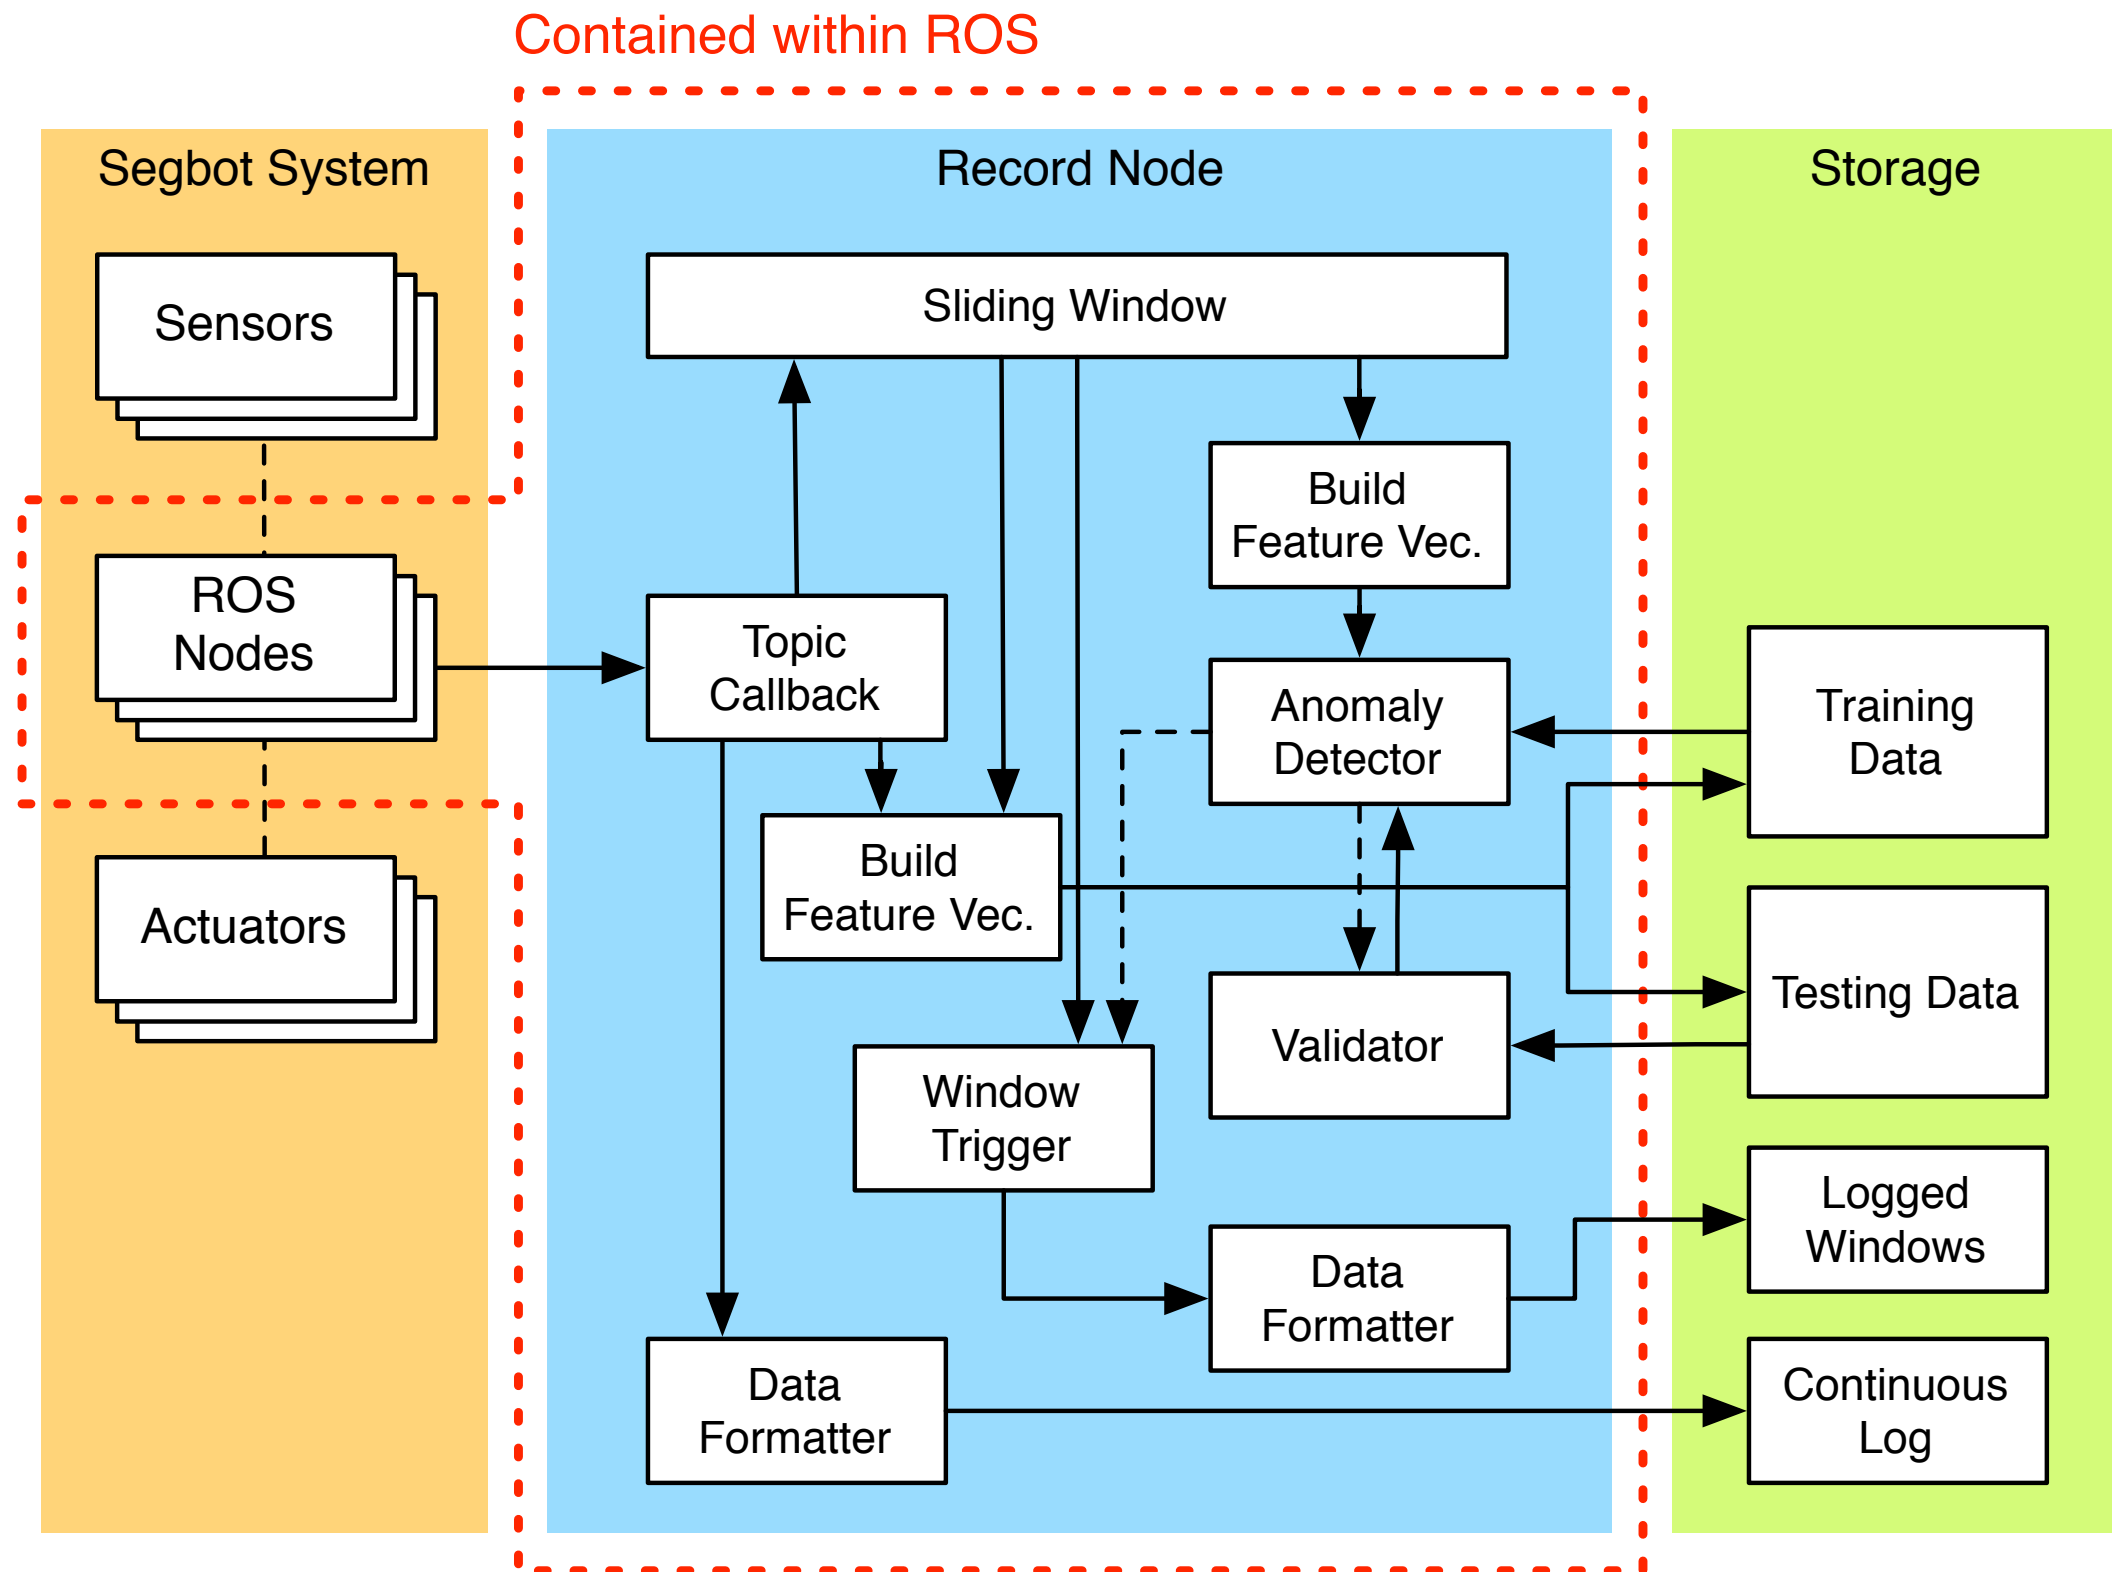 Contained within ROS
Segbot System
Sensors
ROS
Nodes
Actuators
Record Node
Sliding Window
Build
Feature Vec.
Topic
Callback
Anomaly
Detector
Build
Feature Vec.
Validator
Window
Trigger
Data
Formatter
Data
Formatter
Storage
Training
Data
Testing Data
Logged
Windows
Continuous
Log